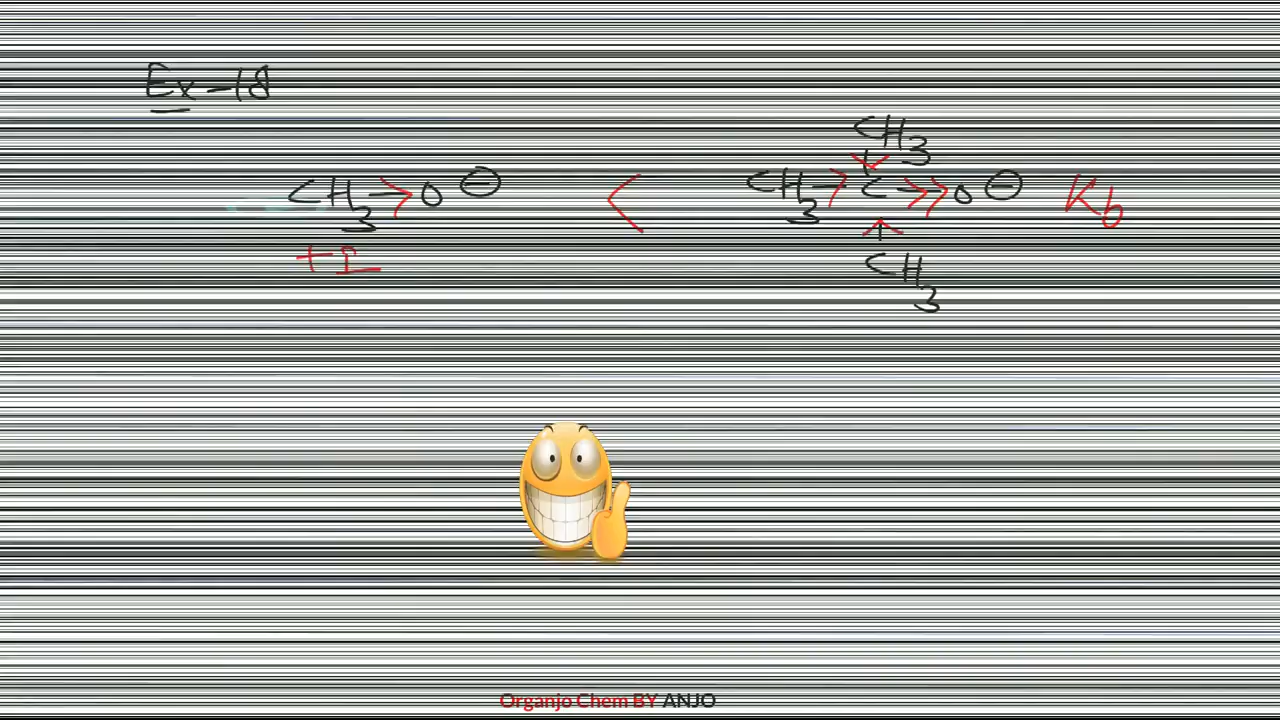 Ex-18
CH3
CH3 → O ⊖ < CH3 → C →> O ⊖ Kb
+I
CH3
Organjo Chem BY ANJO